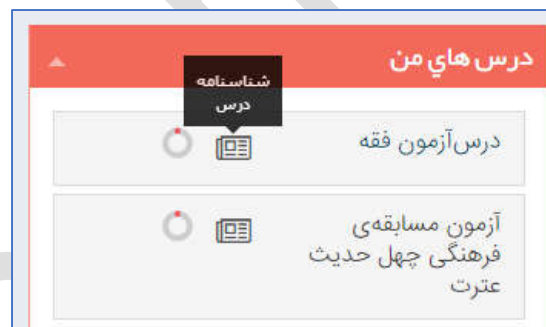 درس هاي من
شناسنامه
درس
درس‌آزمون فقه
آزمون مسابقه‌ی
فرهنگی چهل حدیث
عترت